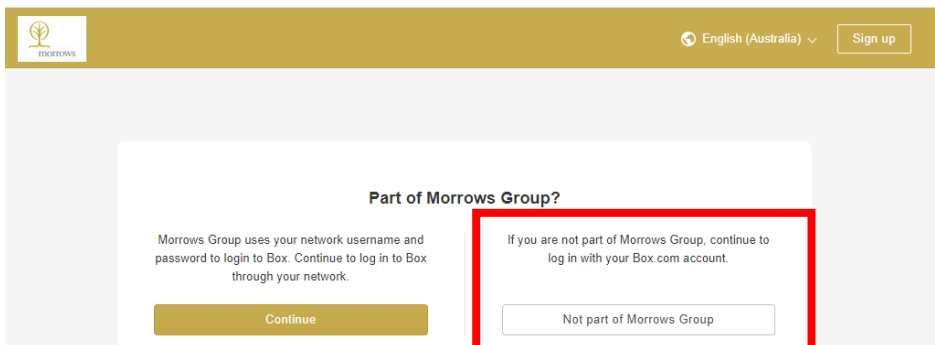 morrows
English (Australia)
Sign up
Part of Morrows Group?
Morrows Group uses your network username and
password to login to Box. Continue to log in to Box
through your network.
Continue
If you are not part of Morrows Group, continue to
log in with your Box.com account.
Not part of Morrows Group